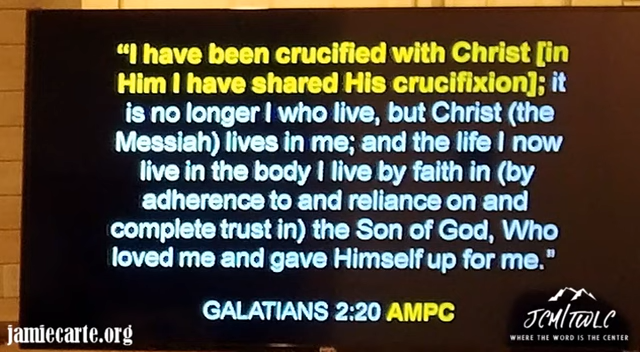 “I have been crucified with Christ [in
Him I have shared His crucifixion]; it
is no longer I who live, but Christ (the
Messiah) lives in me; and the life I now
live in the body I live by faith in (by
adherence to and reliance on and
complete trust in) the Son of God, Who
loved me and gave Himself up for me."
GALATIANS 2:20 AMPC
JCM/TWLC
WHERE THE WORD IS THE CENTER
jamiecarte.org